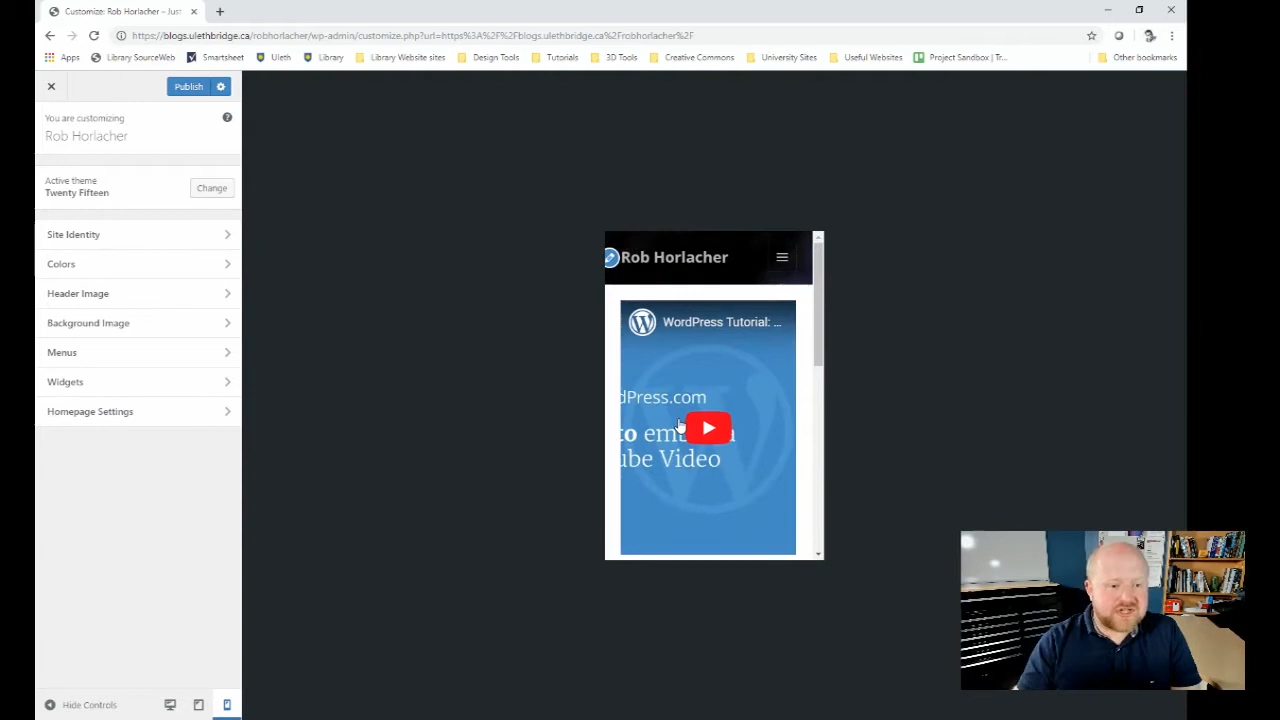 Customize: Rob Horlacher – Just
https://blogs.ulethbridge.ca/robhorlacher/wp-admin/customize.php?url=https%3A%2F%2Fblogs.ulethbridge.ca%2Frobhorlacher%2F
Apps Library SourceWeb Smartsheet Uleth Library Library Website sites Design Tools Tutorials 3D Tools Creative Commons University Sites Useful Websites Project Sandbox | Tr... Other bookmarks
Publish
You are customizing
Rob Horlacher
Active theme
Twenty Fifteen
Change
Site Identity
Colors
Header Image
Background Image
Menus
Widgets
Homepage Settings
Hide Controls
Rob Horlacher
WordPress Tutorial: ...
dPress.com
to em
ube Video